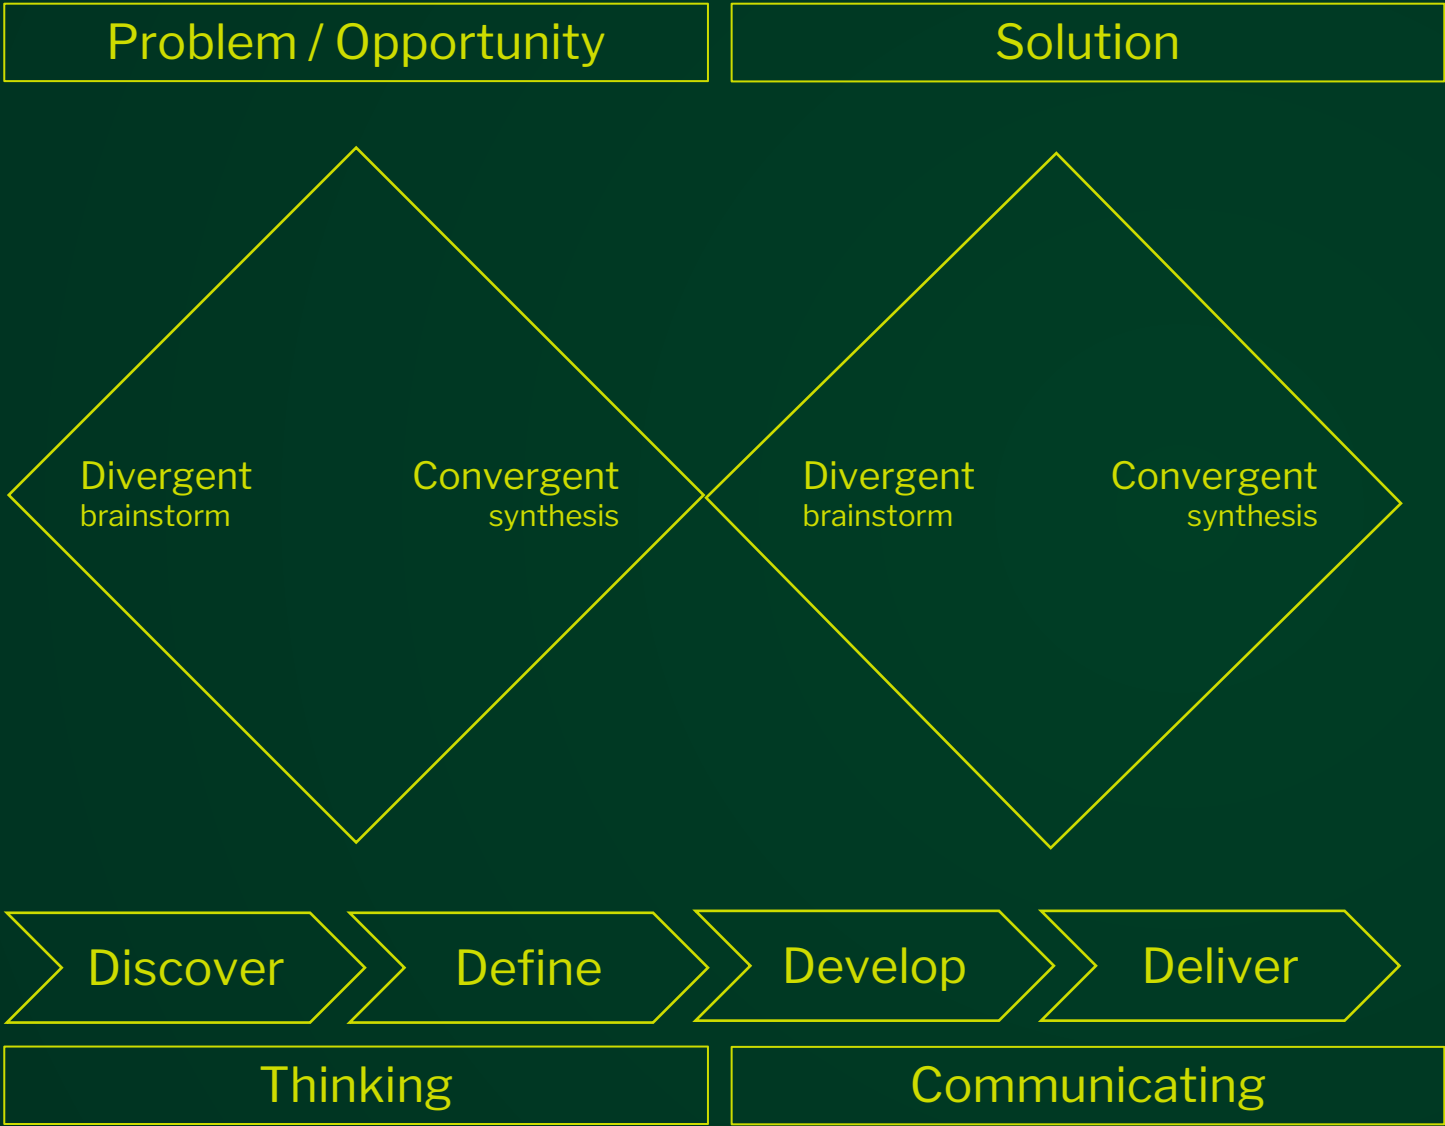 Problem / Opportunity
Solution
Divergent
brainstorm
Convergent
synthesis
Divergent
brainstorm
Convergent
synthesis
Discover
Define
Develop
Deliver
Thinking
Communicating